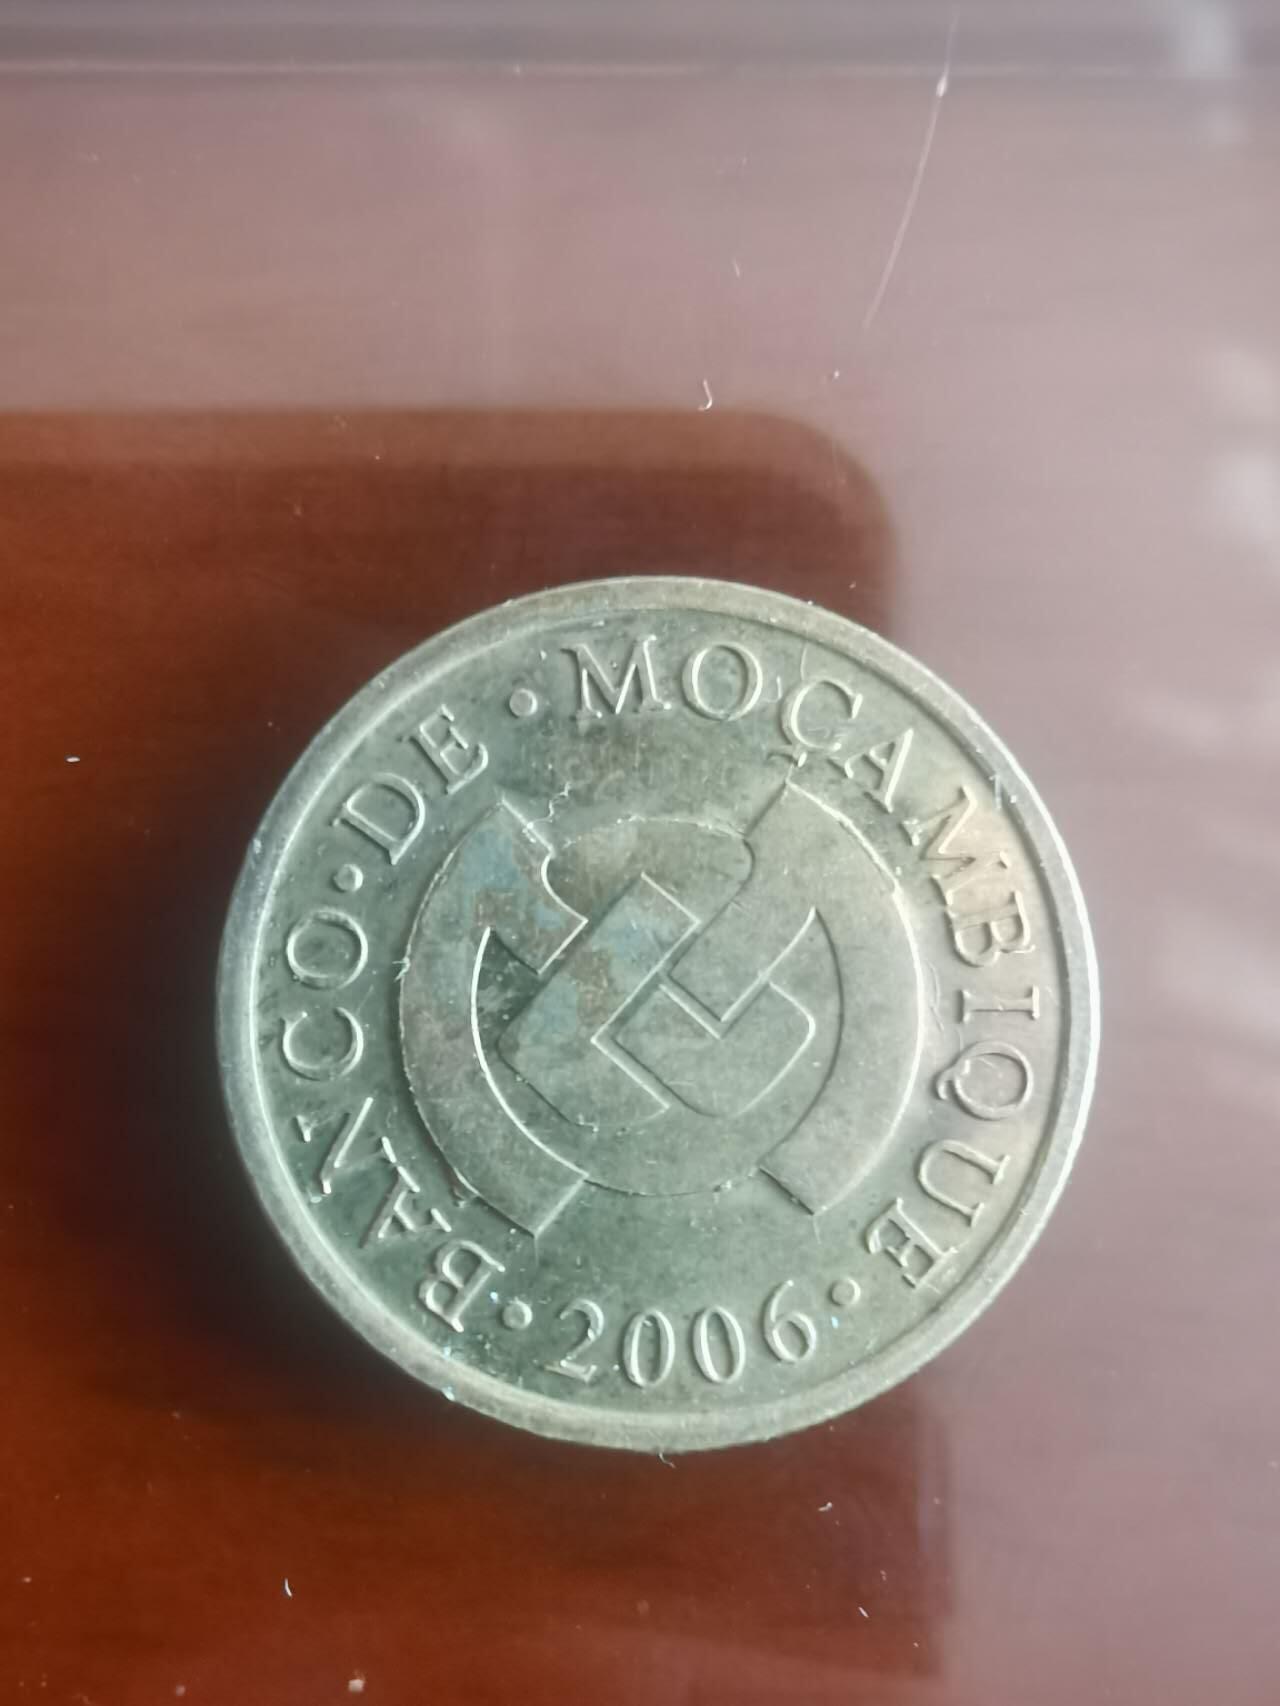 BANCO · DE · MOÇAMBIQUE
· 2006 ·